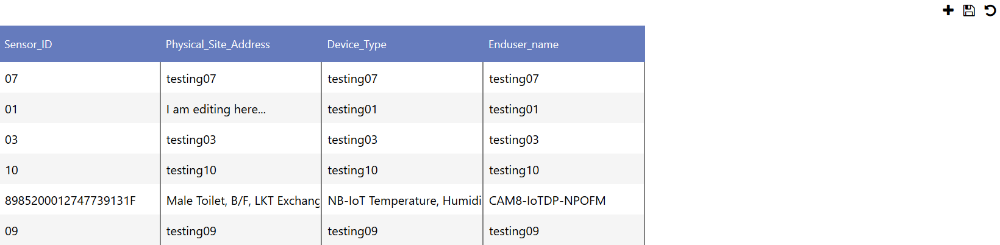 Sensor_ID Physical_Site_Address Device_Type Enduser_name
07 testing07 testing07 testing07
01 I am editing here... testing01 testing01
03 testing03 testing03 testing03
10 testing10 testing10 testing10
8985200012747739131F Male Toilet, B/F, LKT Exchang NB-IoT Temperature, Humidi CAM8-IoTDP-NPOFM
09 testing09 testing09 testing09